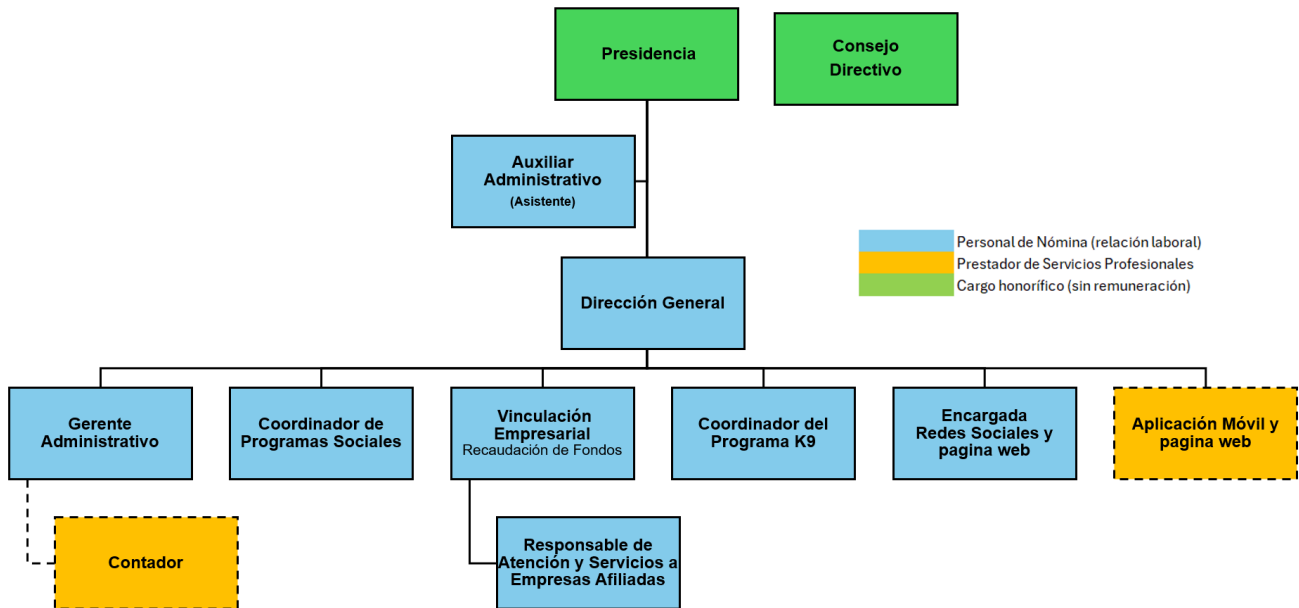 Presidencia
Consejo
Directivo
Auxiliar
Administrativo
(Asistente)
Personal de Nómina (relación laboral)
Prestador de Servicios Profesionales
Cargo honorífico (sin remuneración)
Dirección General
Gerente
Administrativo
Coordinador de
Programas Sociales
Vinculación
Empresarial
Recaudación de Fondos
Coordinador del
Programa K9
Encargada
Redes Sociales y
pagina web
Aplicación Móvil y
pagina web
Contador
Responsable de
Atención y Servicios a
Empresas Afiliadas